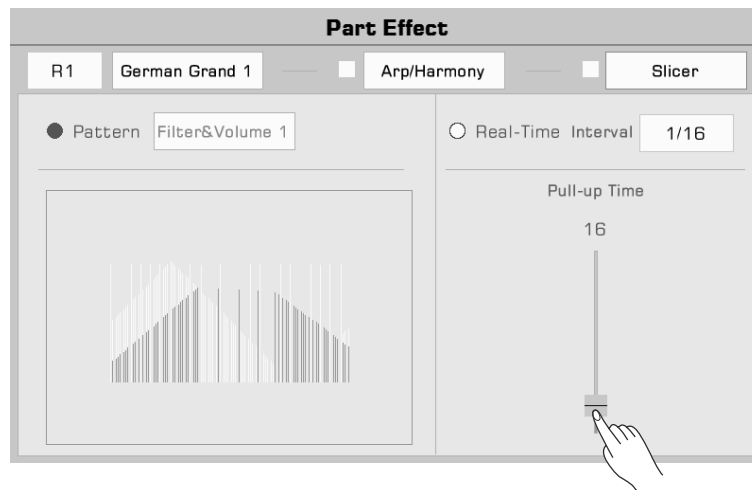 Part Effect
R1 German Grand 1 Arp/Harmony Slicer
Pattern Filter&Volume 1
Real-Time Interval 1/16
Pull-up Time
16